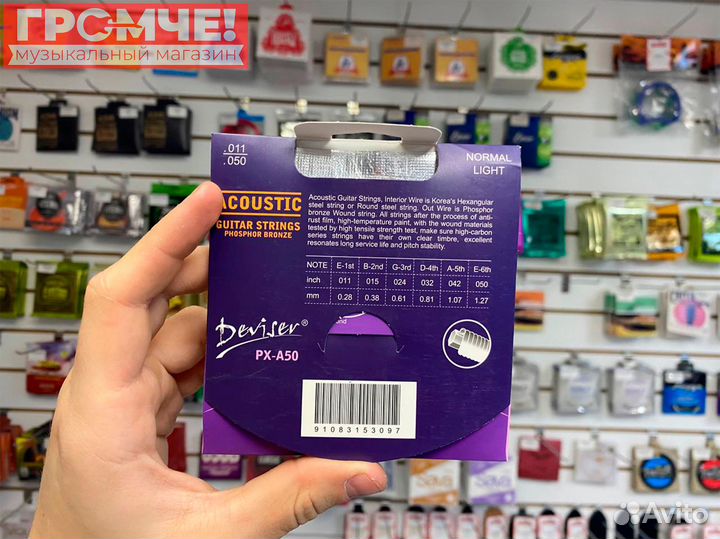 ГРОМЧЕ!
музыкальный магазин
.011
.050
NORMAL
LIGHT
ACOUSTIC
GUITAR STRINGS
PHOSPHOR BRONZE
Acoustic Guitar Strings, Interior Wire is Korea's Hexangular
steel string or Round steel string. Out Wire is Phosphor
bronze Wound string. All strings after the process of anti-
rust film, high-temperature paint, with the wound materials
tested by high tensile strength test, make sure high-carbon
series strings have their own clear timbre, excellent
resonates long service life and pitch stability.
NOTE E-1st B-2nd G-3rd D-4th A-5th E-6th
inch 011 015 024 032 042 050
mm 0.28 0.38 0.61 0.81 1.07 1.27
Deviser®
PX-A50
91083153097
Savarez
Avito